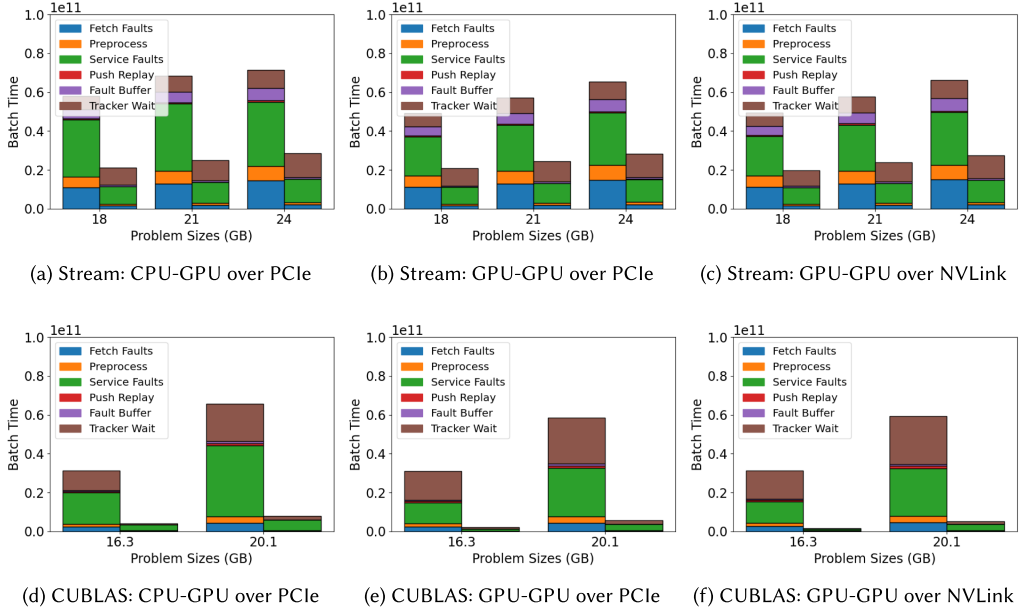 1e11
Batch Time
1.0
0.8
0.6
0.4
0.2
0.0
Fetch Faults
Preprocess
Service Faults
Push Replay
Fault Buffer
Tracker Wait
18
21
24
Problem Sizes (GB)
(a) Stream: CPU-GPU over PCIe
1e11
Batch Time
1.0
0.8
0.6
0.4
0.2
0.0
Fetch Faults
Preprocess
Service Faults
Push Replay
Fault Buffer
Tracker Wait
18
21
24
Problem Sizes (GB)
(b) Stream: GPU-GPU over PCIe
1e11
Batch Time
1.0
0.8
0.6
0.4
0.2
0.0
Fetch Faults
Preprocess
Service Faults
Push Replay
Fault Buffer
Tracker Wait
18
21
24
Problem Sizes (GB)
(c) Stream: GPU-GPU over NVLink
1e11
Batch Time
1.0
0.8
0.6
0.4
0.2
0.0
Fetch Faults
Preprocess
Service Faults
Push Replay
Fault Buffer
Tracker Wait
16.3
20.1
Problem Sizes (GB)
(d) CUBLAS: CPU-GPU over PCIe
1e11
Batch Time
1.0
0.8
0.6
0.4
0.2
0.0
Fetch Faults
Preprocess
Service Faults
Push Replay
Fault Buffer
Tracker Wait
16.3
20.1
Problem Sizes (GB)
(e) CUBLAS: GPU-GPU over PCIe
1e11
Batch Time
1.0
0.8
0.6
0.4
0.2
0.0
Fetch Faults
Preprocess
Service Faults
Push Replay
Fault Buffer
Tracker Wait
16.3
20.1
Problem Sizes (GB)
(f) CUBLAS: GPU-GPU over NVLink